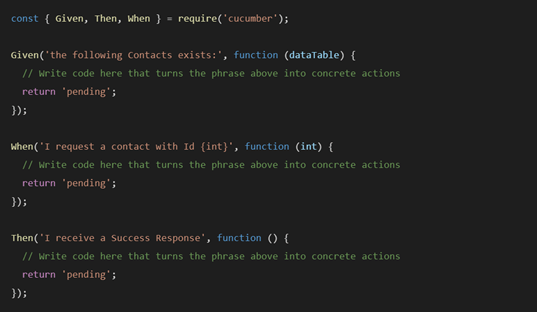 const { Given, Then, When } = require('cucumber');
Given('the following Contacts exists:', function (dataTable) {
// Write code here that turns the phrase above into concrete actions
return 'pending';
});
When('I request a contact with Id {int}', function (int) {
// Write code here that turns the phrase above into concrete actions
return 'pending';
});
Then('I receive a Success Response', function () {
// Write code here that turns the phrase above into concrete actions
return 'pending';
});